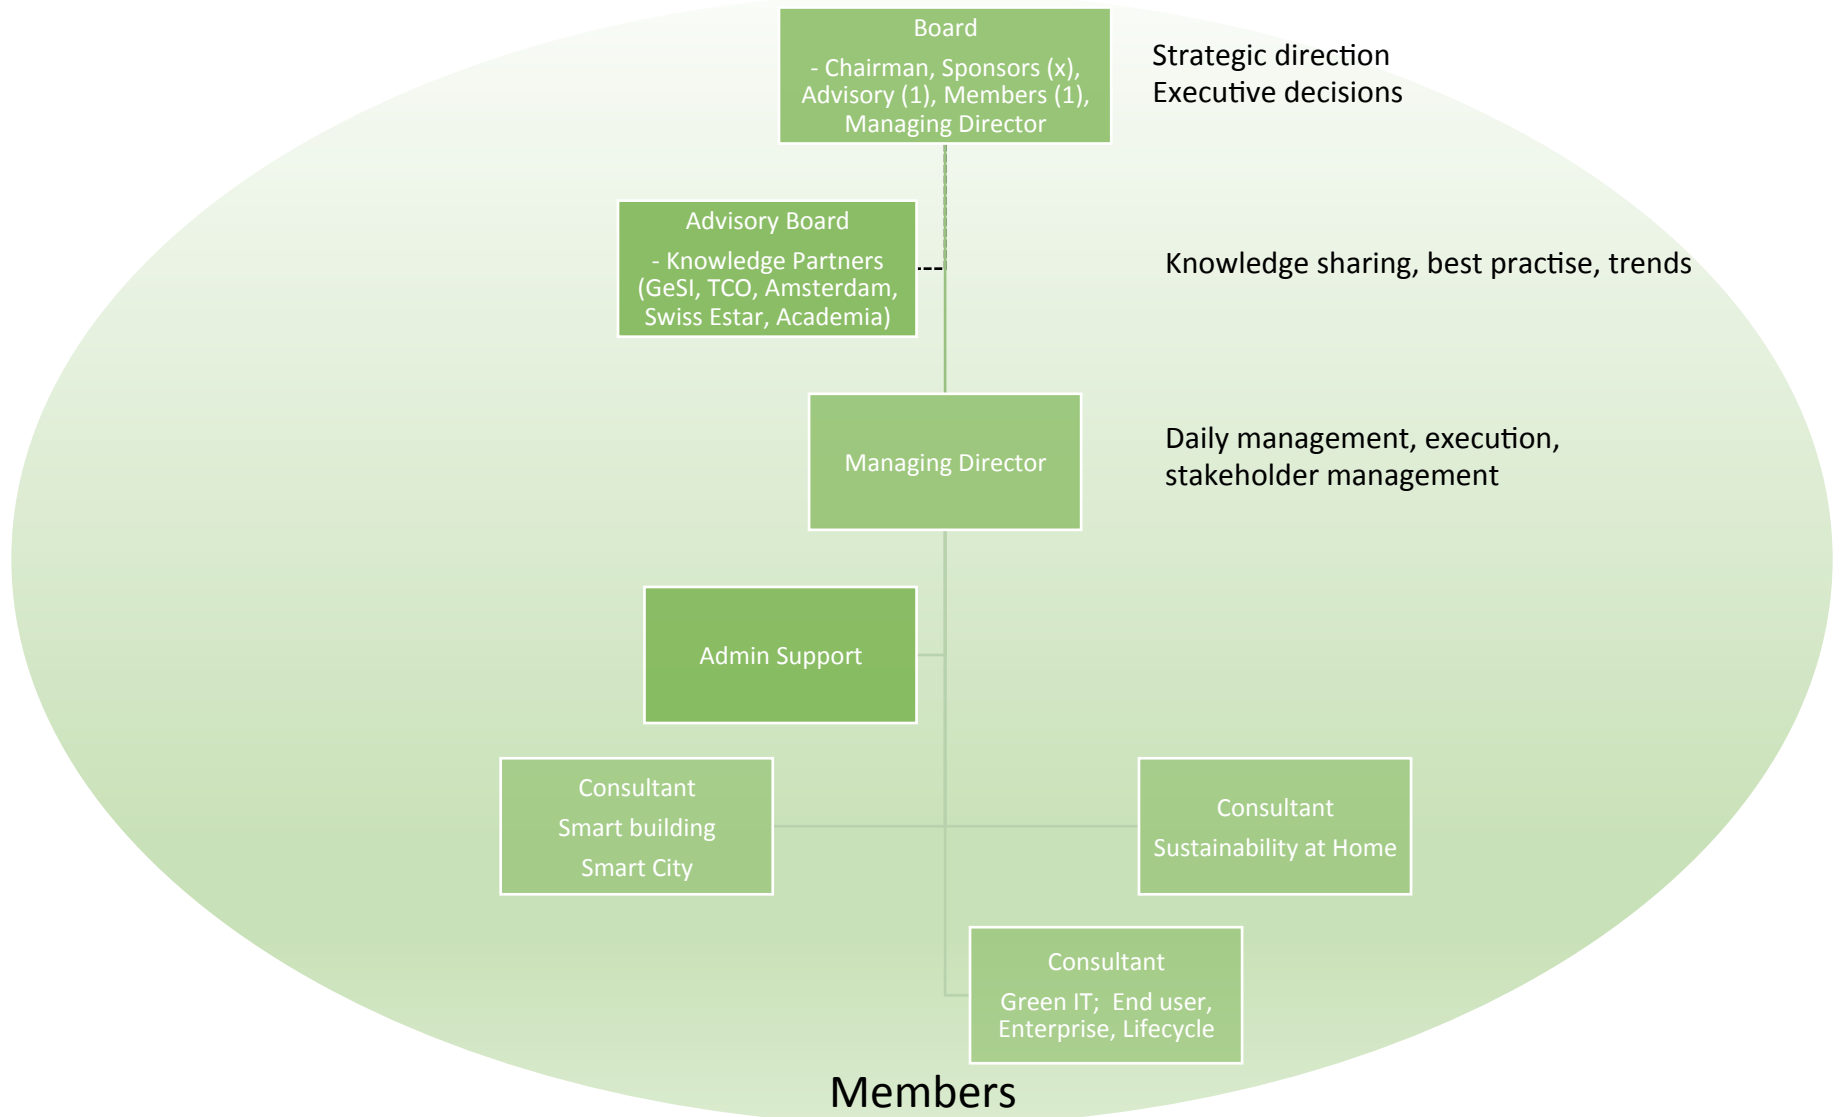 Board
- Chairman, Sponsors (x),
Advisory (1), Members (1),
Managing Director
Strategic direction
Executive decisions
Advisory Board
- Knowledge Partners
(GeSI, TCO, Amsterdam,
Swiss Estar, Academia)
Knowledge sharing, best practise, trends
Managing Director
Daily management, execution,
stakeholder management
Admin Support
Consultant
Smart building
Smart City
Consultant
Sustainability at Home
Consultant
Green IT;  End user,
Enterprise, Lifecycle
Members